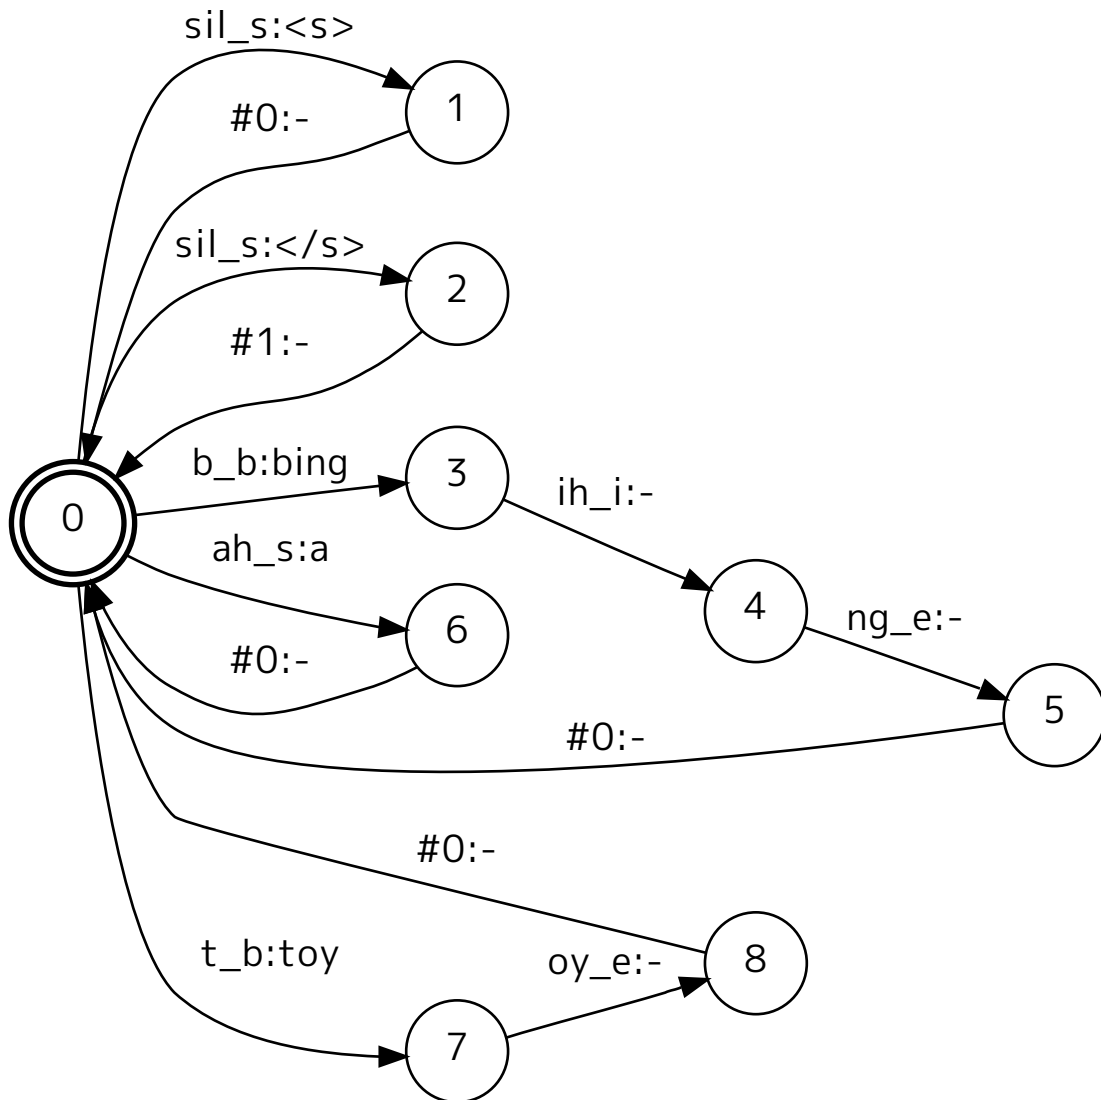 sil_s:<s>
1
#0:-
sil_s:</s>
2
#1:-
b_b:bing
3
ih_i:-
0
ah_s:a
4
ng_e:-
6
#0:-
5
#0:-
#0:-
t_b:toy
oy_e:-
8
7